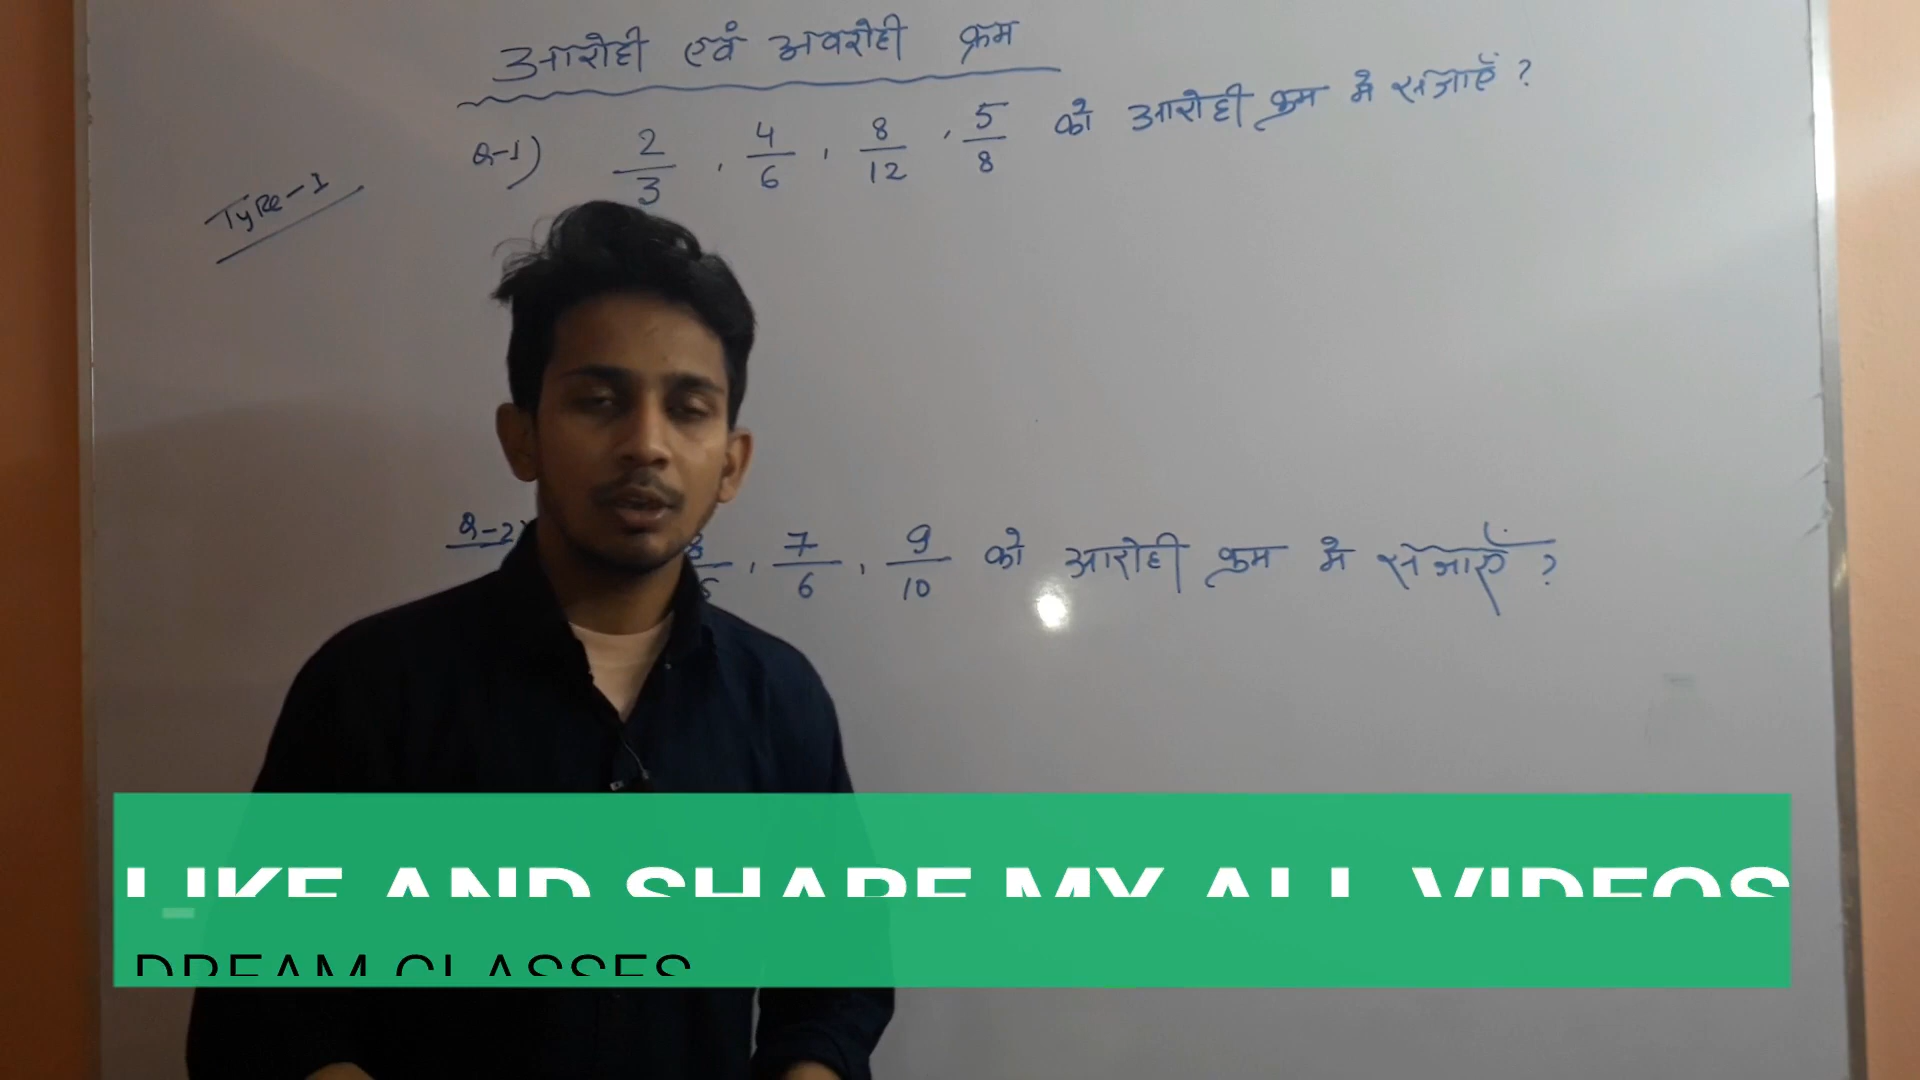 आरोही एवं अवरोही क्रम
Type-1
Q-1) 2/3 , 4/6 , 8/12 , 5/8 को आरोही क्रम मे सजाएँ ?
Q-2) 7/6 , 9/10 को आरोही क्रम मे सजाएँ ?
LIKE AND SHARE MY ALL VIDEOS
DREAM CLASSES